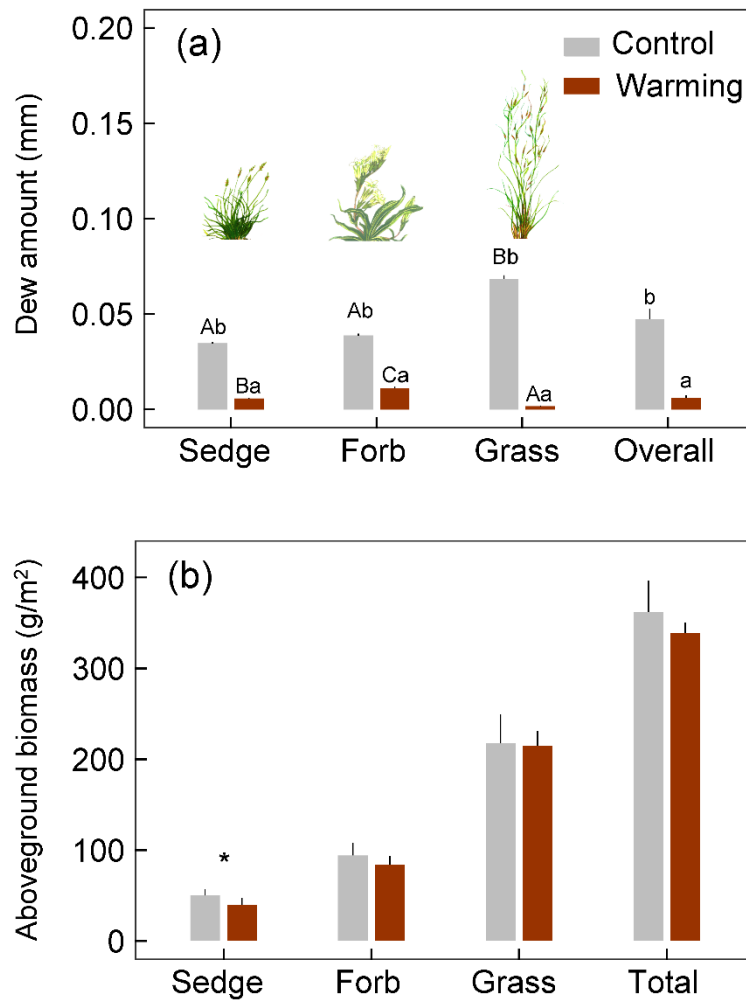 0.20
(a)
Control
Warming
0.15
0.10
0.05
0.00
Dew amount (mm)
Ab
Ba
Ab
Ca
Bb
Aa
b
a
Sedge
Forb
Grass
Overall
(b)
400
300
200
100
0
Aboveground biomass (g/m²)
*
Sedge
Forb
Grass
Total